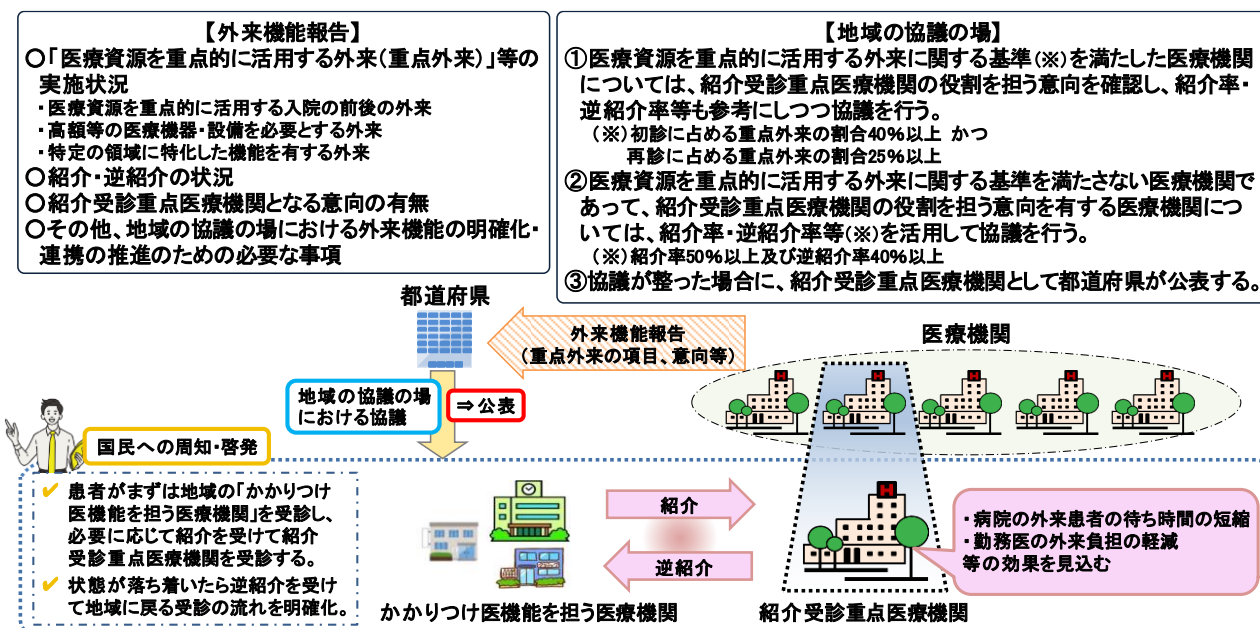 【外来機能報告】
〇「医療資源を重点的に活用する外来(重点外来)」等の
実施状況
・医療資源を重点的に活用する入院の前後の外来
・高額等の医療機器・設備を必要とする外来
・特定の領域に特化した機能を有する外来
〇紹介・逆紹介の状況
〇紹介受診重点医療機関となる意向の有無
〇その他、地域の協議の場における外来機能の明確化・
連携の推進のための必要な事項
【地域の協議の場】
①医療資源を重点的に活用する外来に関する基準(※)を満たした医療機関
については、紹介受診重点医療機関の役割を担う意向を確認し、紹介率・
逆紹介率等も参考にしつつ協議を行う。
(※)初診に占める重点外来の割合40%以上 かつ
再診に占める重点外来の割合25%以上
②医療資源を重点的に活用する外来に関する基準を満たさない医療機関で
あって、紹介受診重点医療機関の役割を担う意向を有する医療機関につ
いては、紹介率・逆紹介率等(※)を活用して協議を行う。
(※)紹介率50%以上及び逆紹介率40%以上
③協議が整った場合に、紹介受診重点医療機関として都道府県が公表する。
都道府県
外来機能報告
(重点外来の項目、意向等)
医療機関
H
H
H
H
H
地域の協議の場
における協議
⇒公表
国民への周知・啓発
✔ 患者がまずは地域の「かかりつけ
医機能を担う医療機関」を受診し、
必要に応じて紹介を受けて紹介
受診重点医療機関を受診する。
✔ 状態が落ち着いたら逆紹介を受け
て地域に戻る受診の流れを明確化。
紹介
逆紹介
H
・病院の外来患者の待ち時間の短縮
・勤務医の外来負担の軽減
等の効果を見込む
かかりつけ医機能を担う医療機関
紹介受診重点医療機関